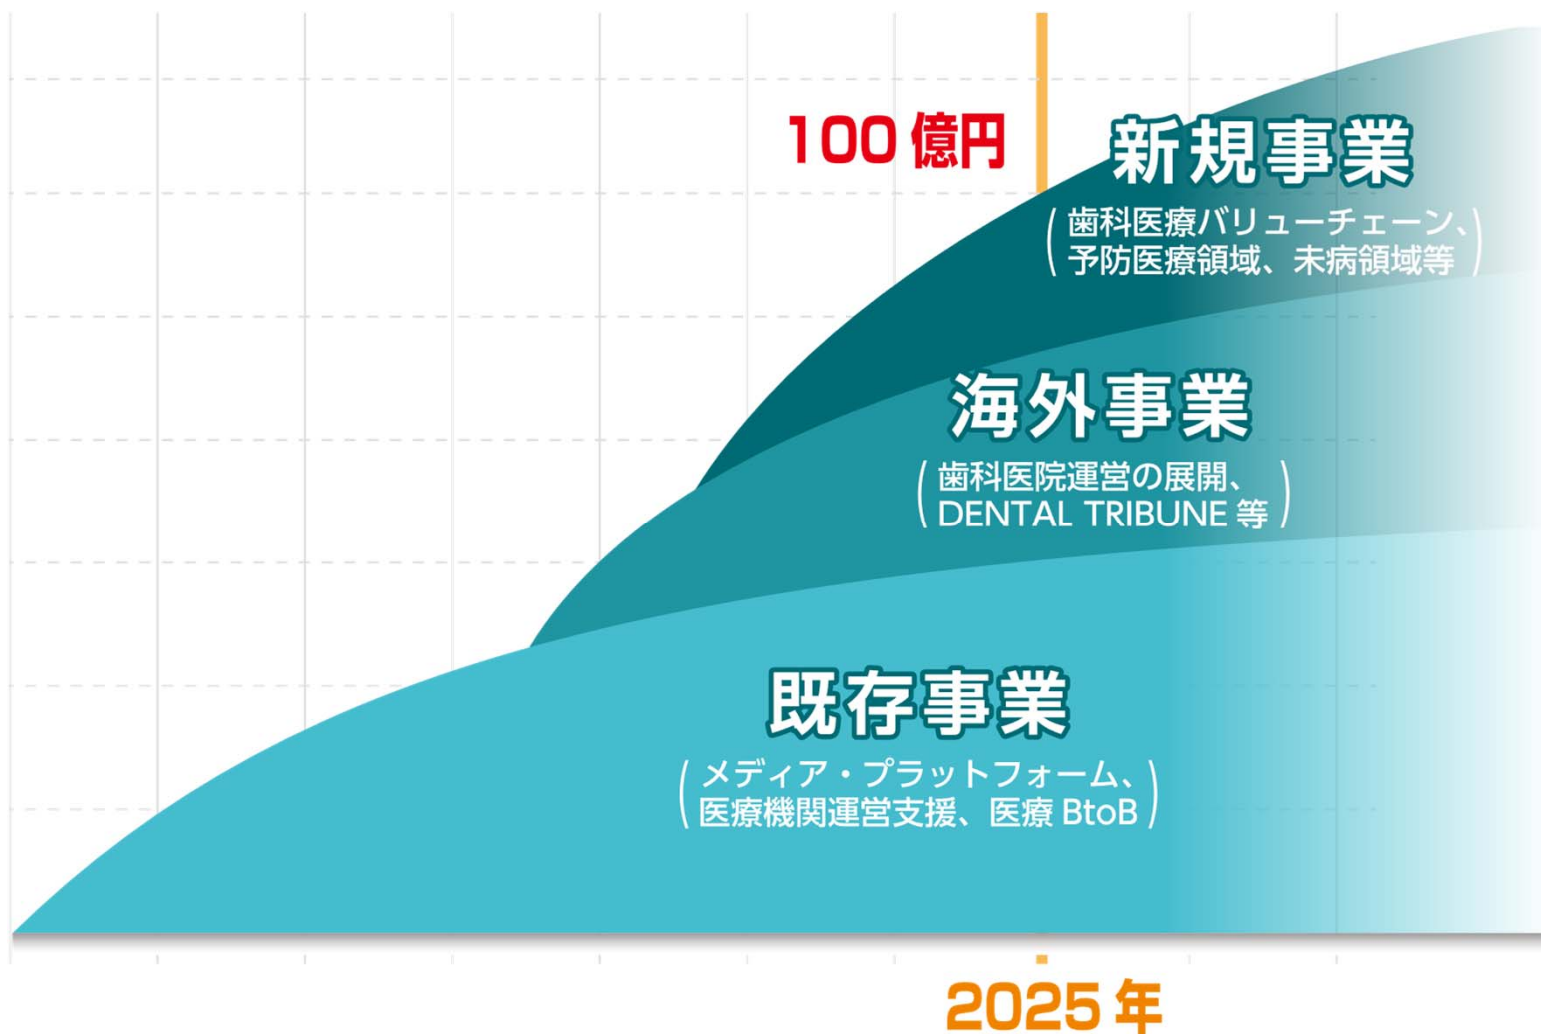 100億円
新規事業
(歯科医療バリューチェーン、
予防医療領域、未病領域等)
海外事業
(歯科医院運営の展開、
DENTAL TRIBUNE 等)
既存事業
(メディア・プラットフォーム、
医療機関運営支援、医療 BtoB)
2025年